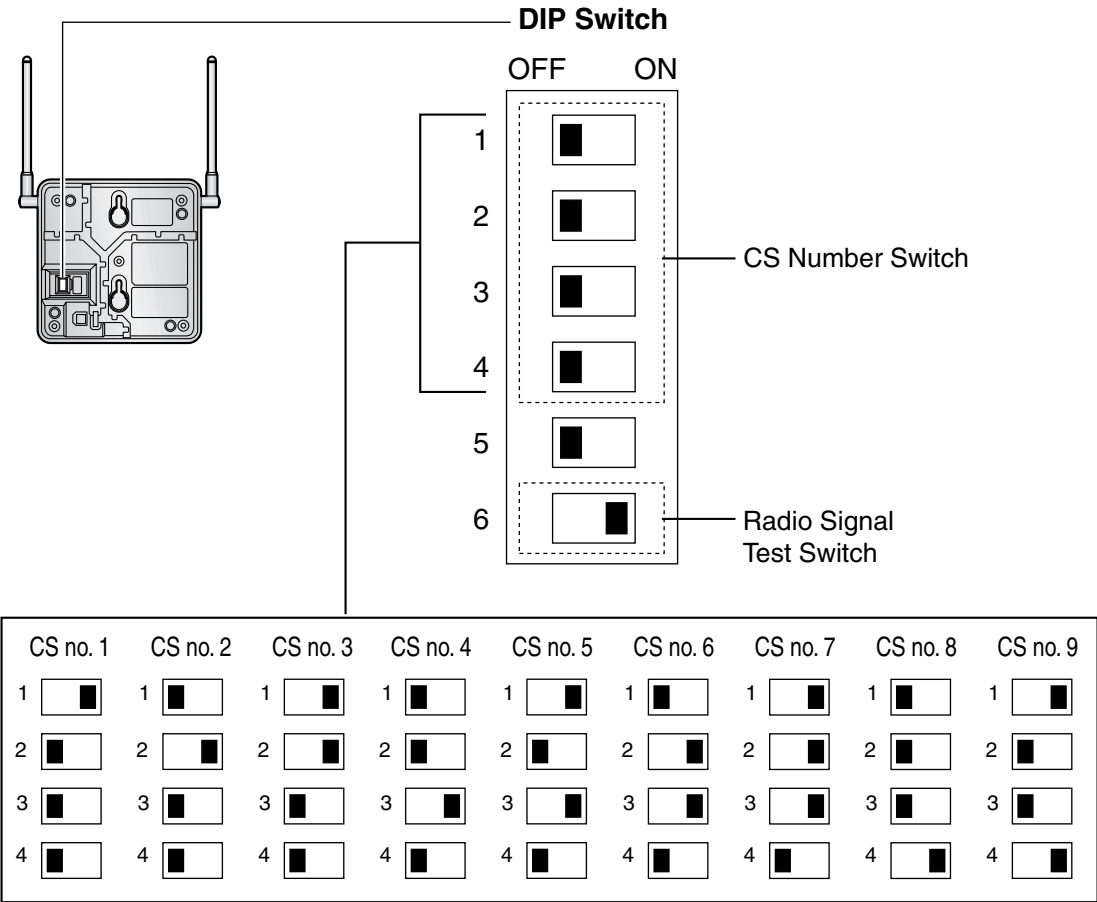 DIP Switch
OFF ON
1
2
3
4
5
6
CS Number Switch
Radio Signal
Test Switch
CS no. 1 CS no. 2 CS no. 3 CS no. 4 CS no. 5 CS no. 6 CS no. 7 CS no. 8 CS no. 9
1 1 1 1 1 1 1 1 1
2 2 2 2 2 2 2 2 2
3 3 3 3 3 3 3 3 3
4 4 4 4 4 4 4 4 4